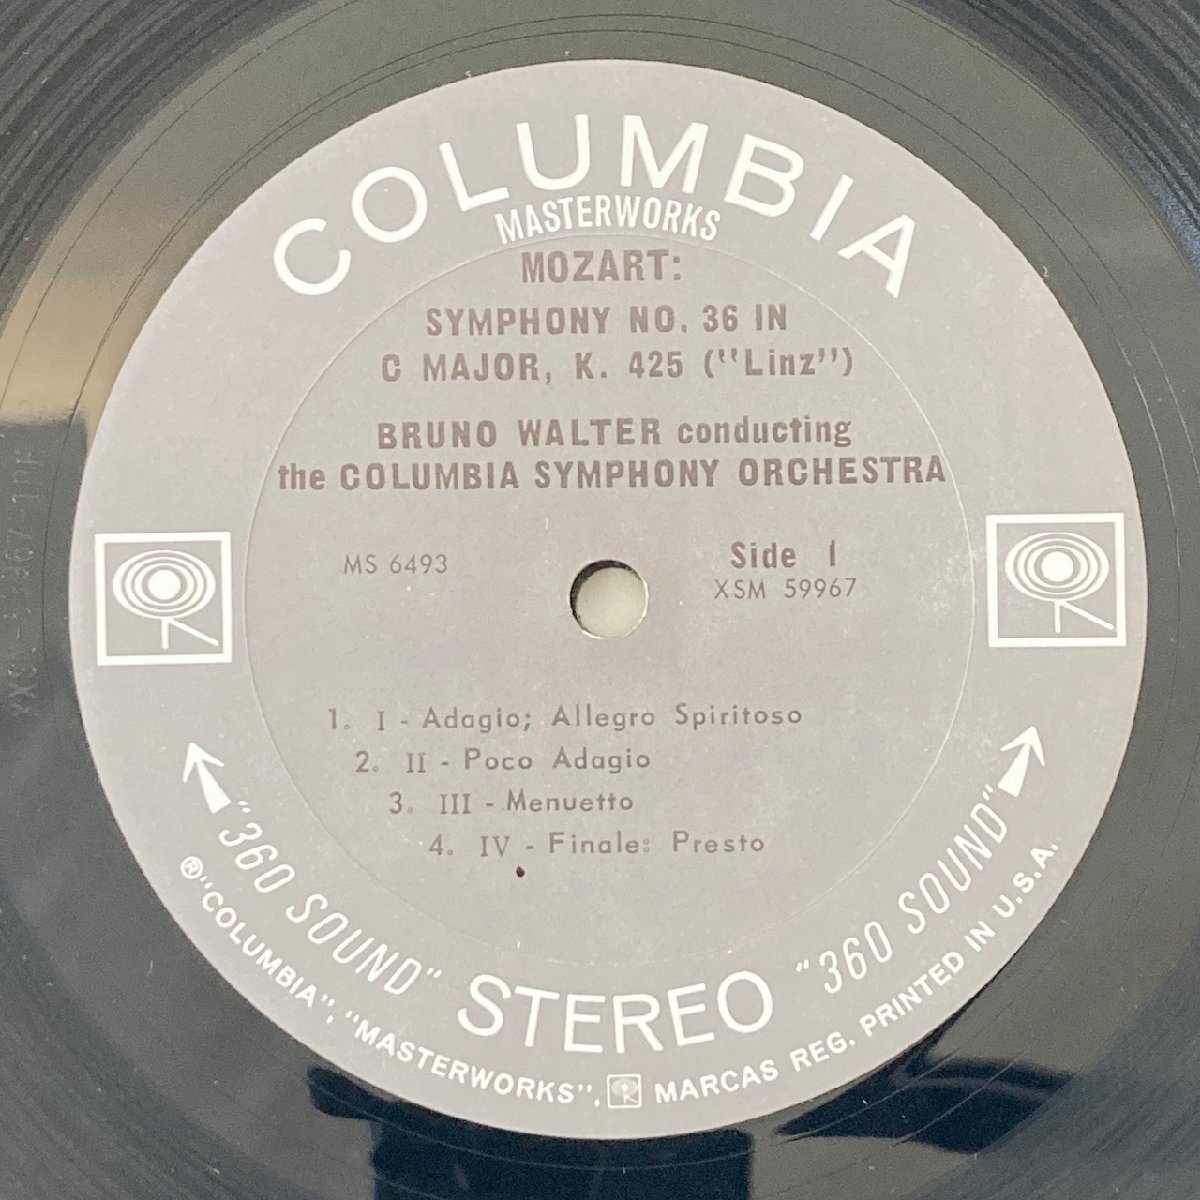 COLUMBIA
MASTERWORKS
MOZART:
SYMPHONY NO. 36 IN
C MAJOR, K. 425 ("Linz")
BRUNO WALTER conducting
the COLUMBIA SYMPHONY ORCHESTRA
MS 6493
Side 1
XSM 59967
1. I - Adagio; Allegro Spiritoso
2. II - Poco Adagio
3. III - Menuetto
4. IV - Finale: Presto
"360 SOUND" STEREO "360 SOUND"
®"COLUMBIA", "MASTERWORKS", MARCAS REG. PRINTED IN U.S.A.